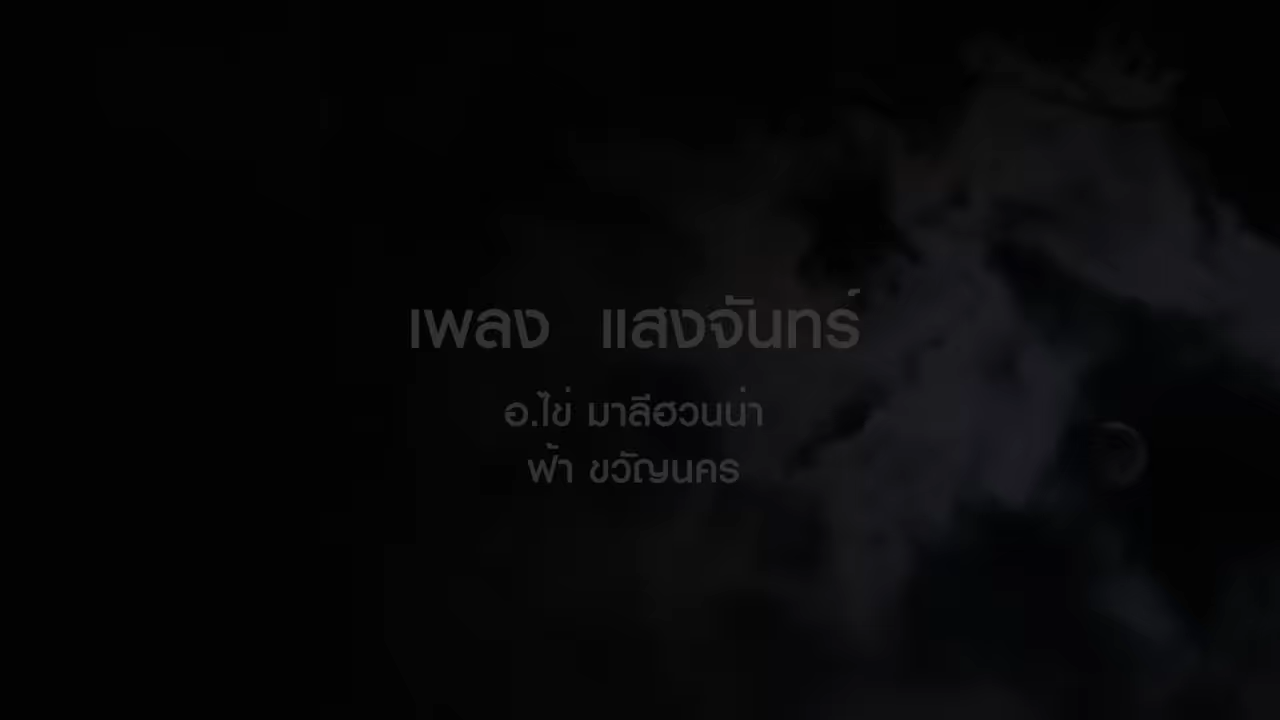 เพลง แสงจันทร์
อ.ไข่ มาลีฮวนน่า
ฟ้า ขวัญนคร